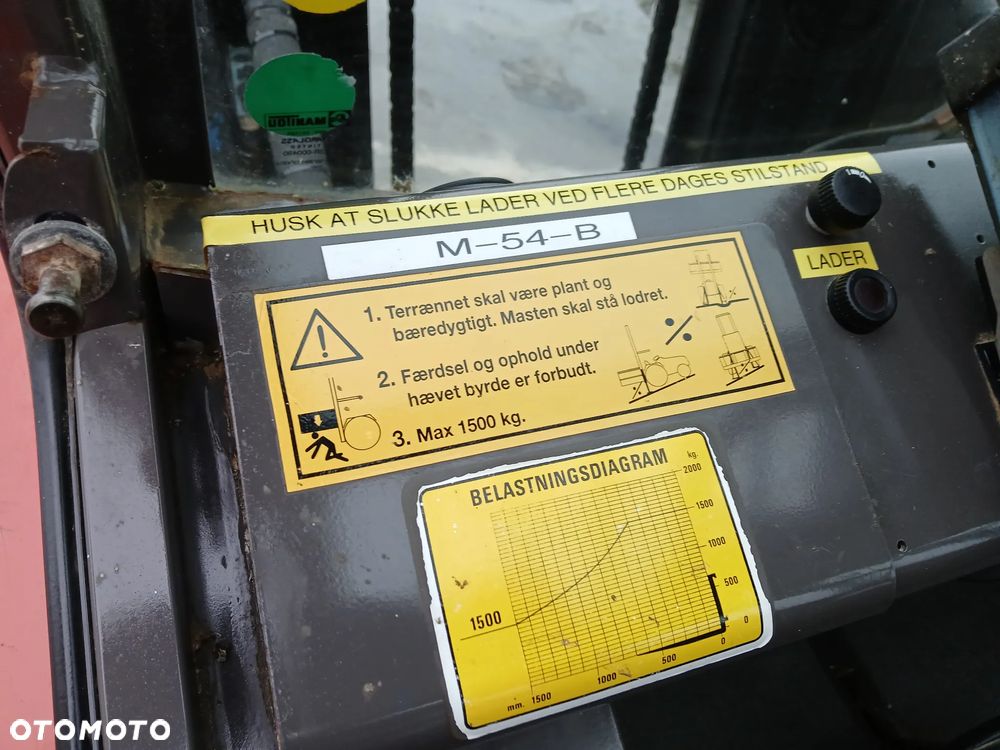 MANITOU
HUSK AT SLUKKE LADER VED FLERE DAGES STILSTAND
M-54-B
LADER
1. Terrænnet skal være plant og
bæredygtigt. Masten skal stå lodret.
2. Færdsel og ophold under
hævet byrde er forbudt.
3. Max 1500 kg.
BELASTNINGSDIAGRAM
kg.
2000
1500
1000
500
0
1500
mm. 1500 1000 500 0
OTOMOTO